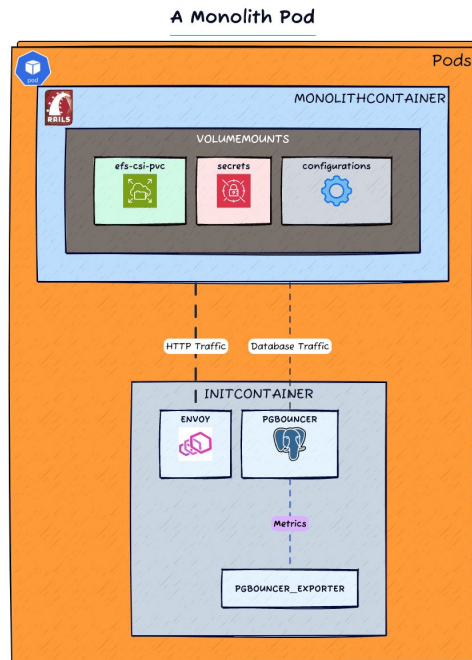 A Monolith Pod
Pods
pod
RAILS
MONOLITHCONTAINER
VOLUMEMOUNTS
efs-csi-pvc
secrets
configurations
HTTP Traffic
Database Traffic
INITCONTAINER
ENVOY
PGBOUNCER
Metrics
PGBOUNCER_EXPORTER